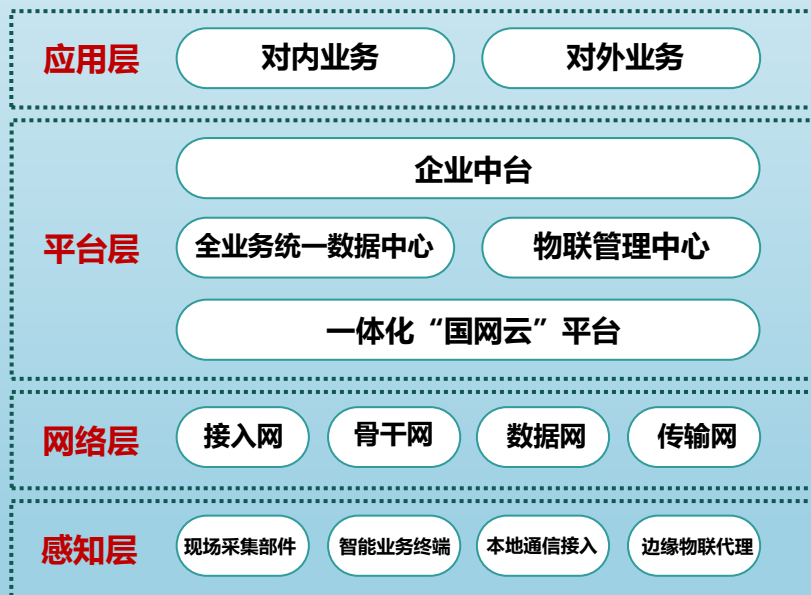 应用层
对内业务
对外业务
企业中台
平台层
全业务统一数据中心
物联管理中心
一体化“国网云”平台
网络层
接入网
骨干网
数据网
传输网
感知层
现场采集部件
智能业务终端
本地通信接入
边缘物联代理